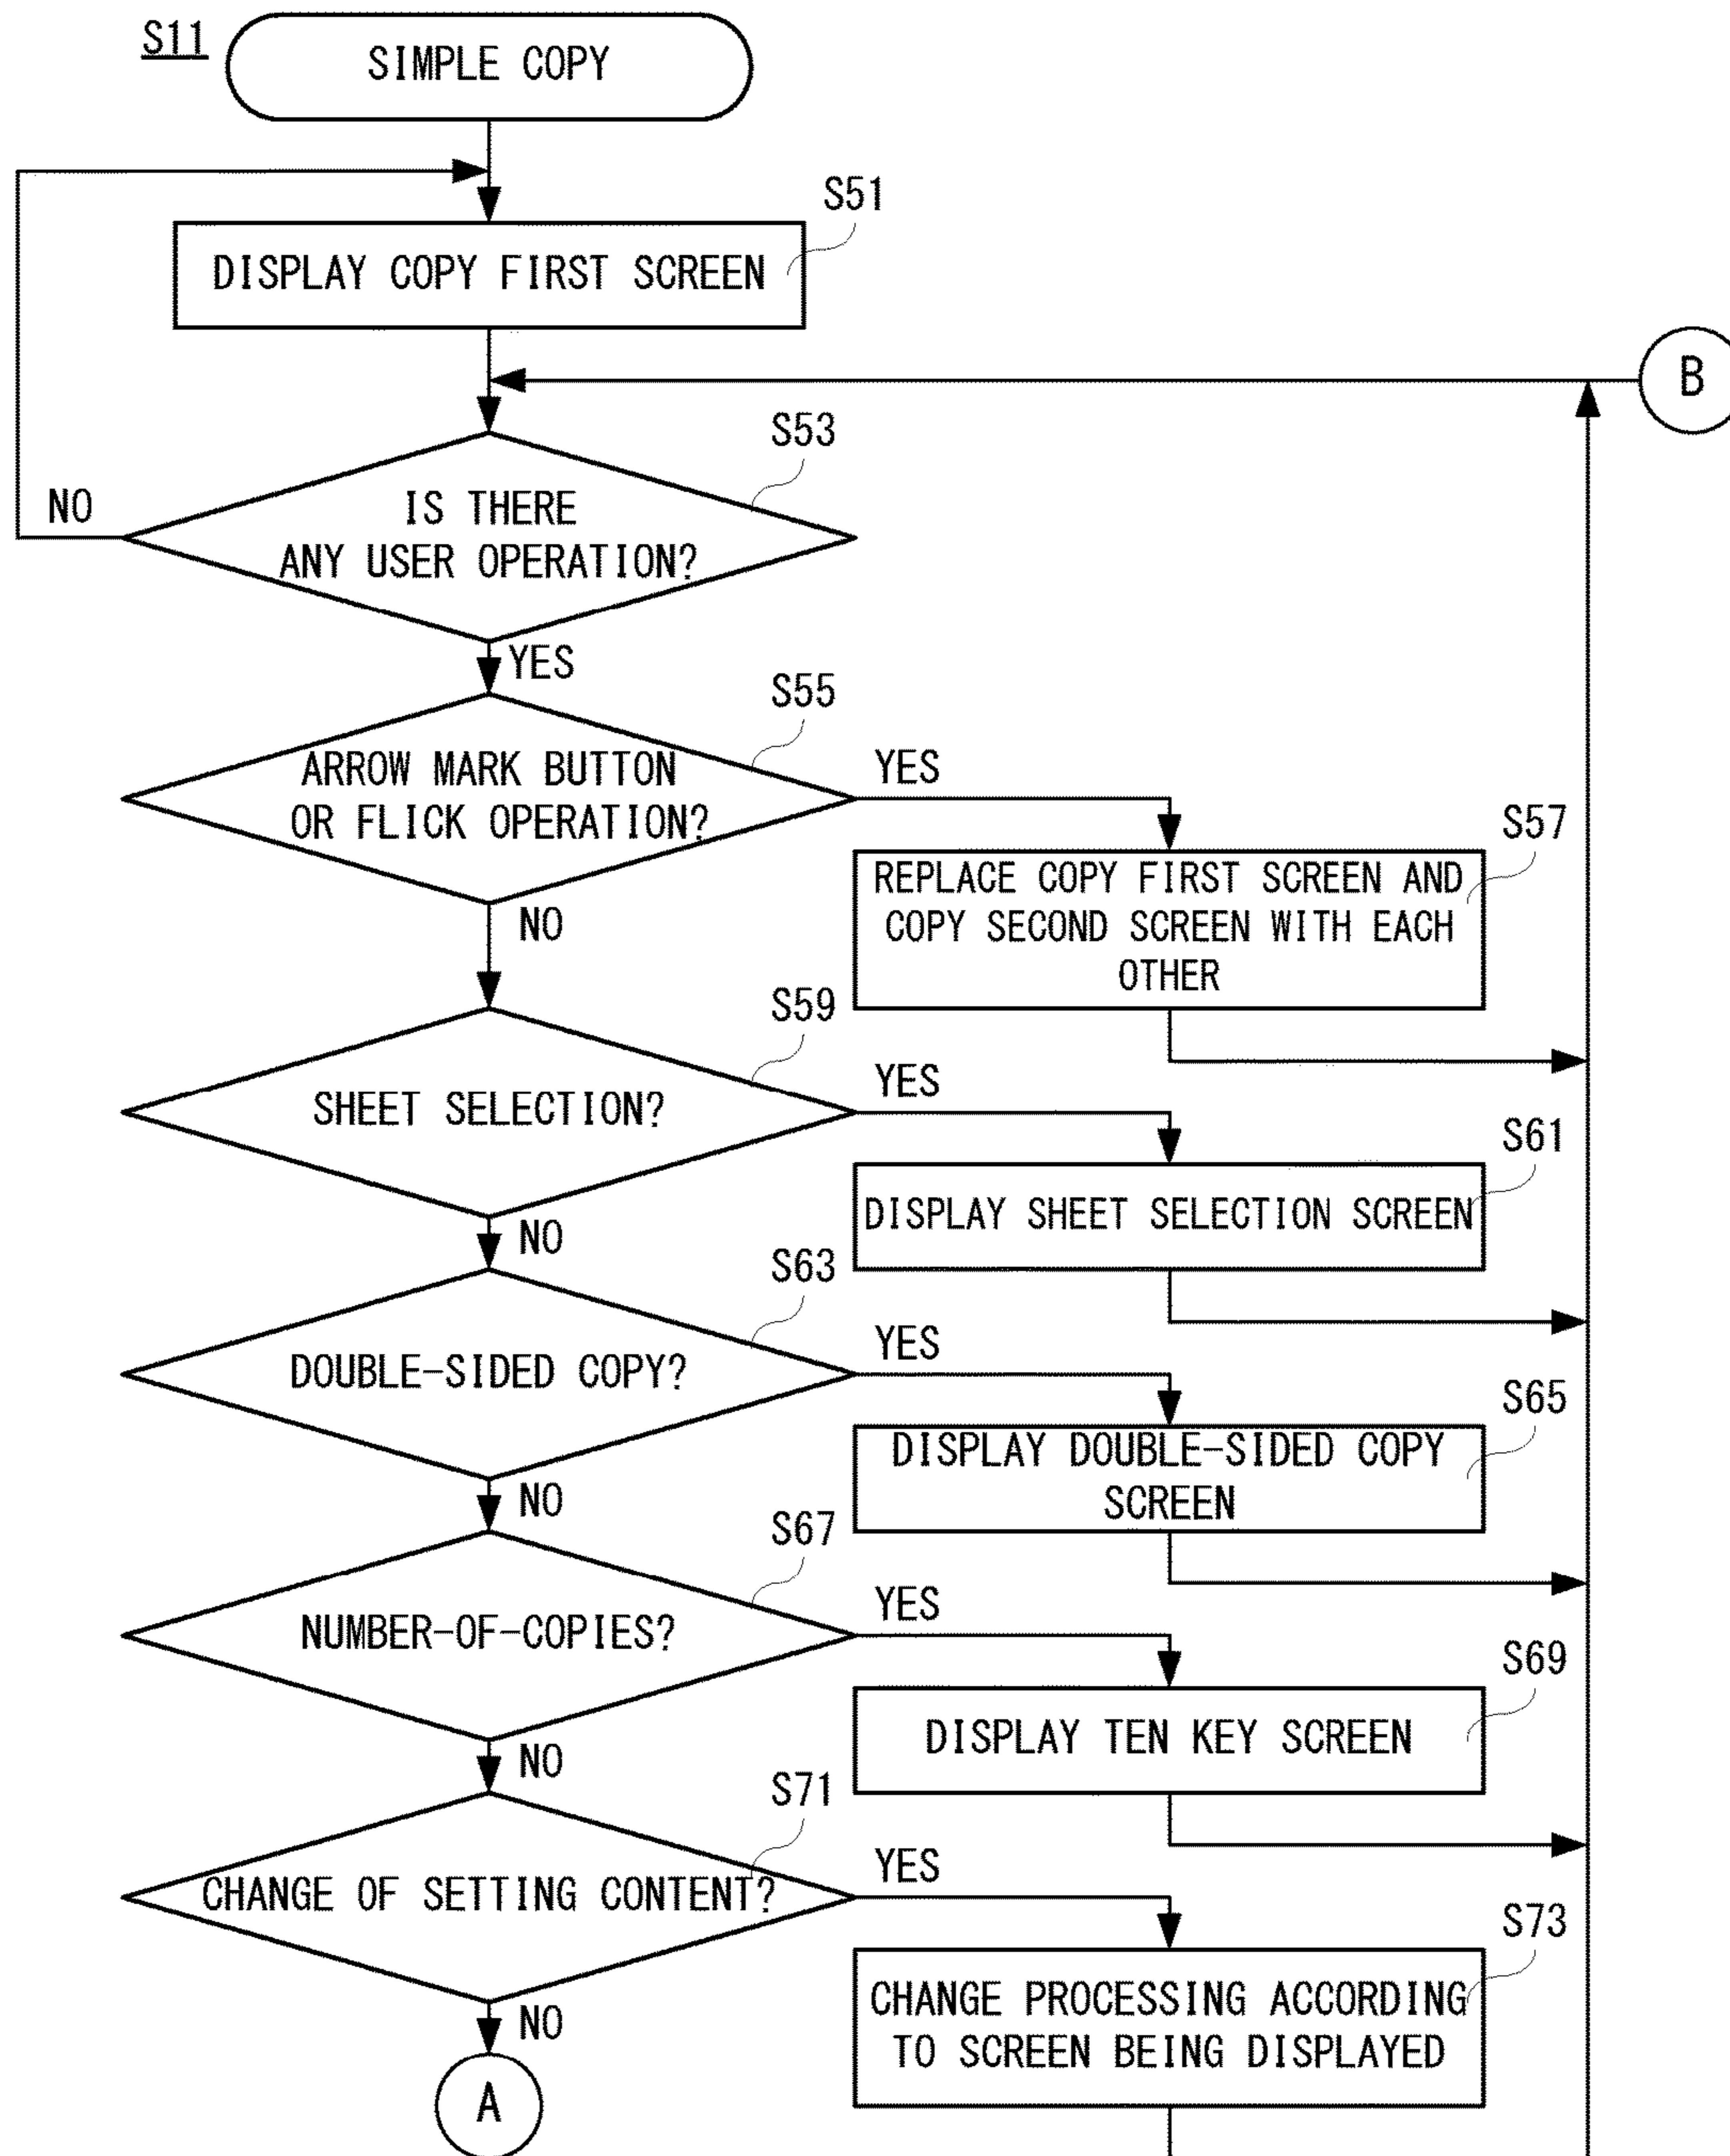 S11
SIMPLE COPY
S51
DISPLAY COPY FIRST SCREEN
B
S53
IS THERE
ANY USER OPERATION?
NO
YES
S55
ARROW MARK BUTTON
OR FLICK OPERATION?
YES
NO
S57
REPLACE COPY FIRST SCREEN AND
COPY SECOND SCREEN WITH EACH
OTHER
S59
SHEET SELECTION?
YES
NO
S61
DISPLAY SHEET SELECTION SCREEN
S63
DOUBLE-SIDED COPY?
YES
NO
S65
DISPLAY DOUBLE-SIDED COPY
SCREEN
S67
NUMBER-OF-COPIES?
YES
NO
S69
DISPLAY TEN KEY SCREEN
S71
CHANGE OF SETTING CONTENT?
YES
NO
S73
CHANGE PROCESSING ACCORDING
TO SCREEN BEING DISPLAYED
A